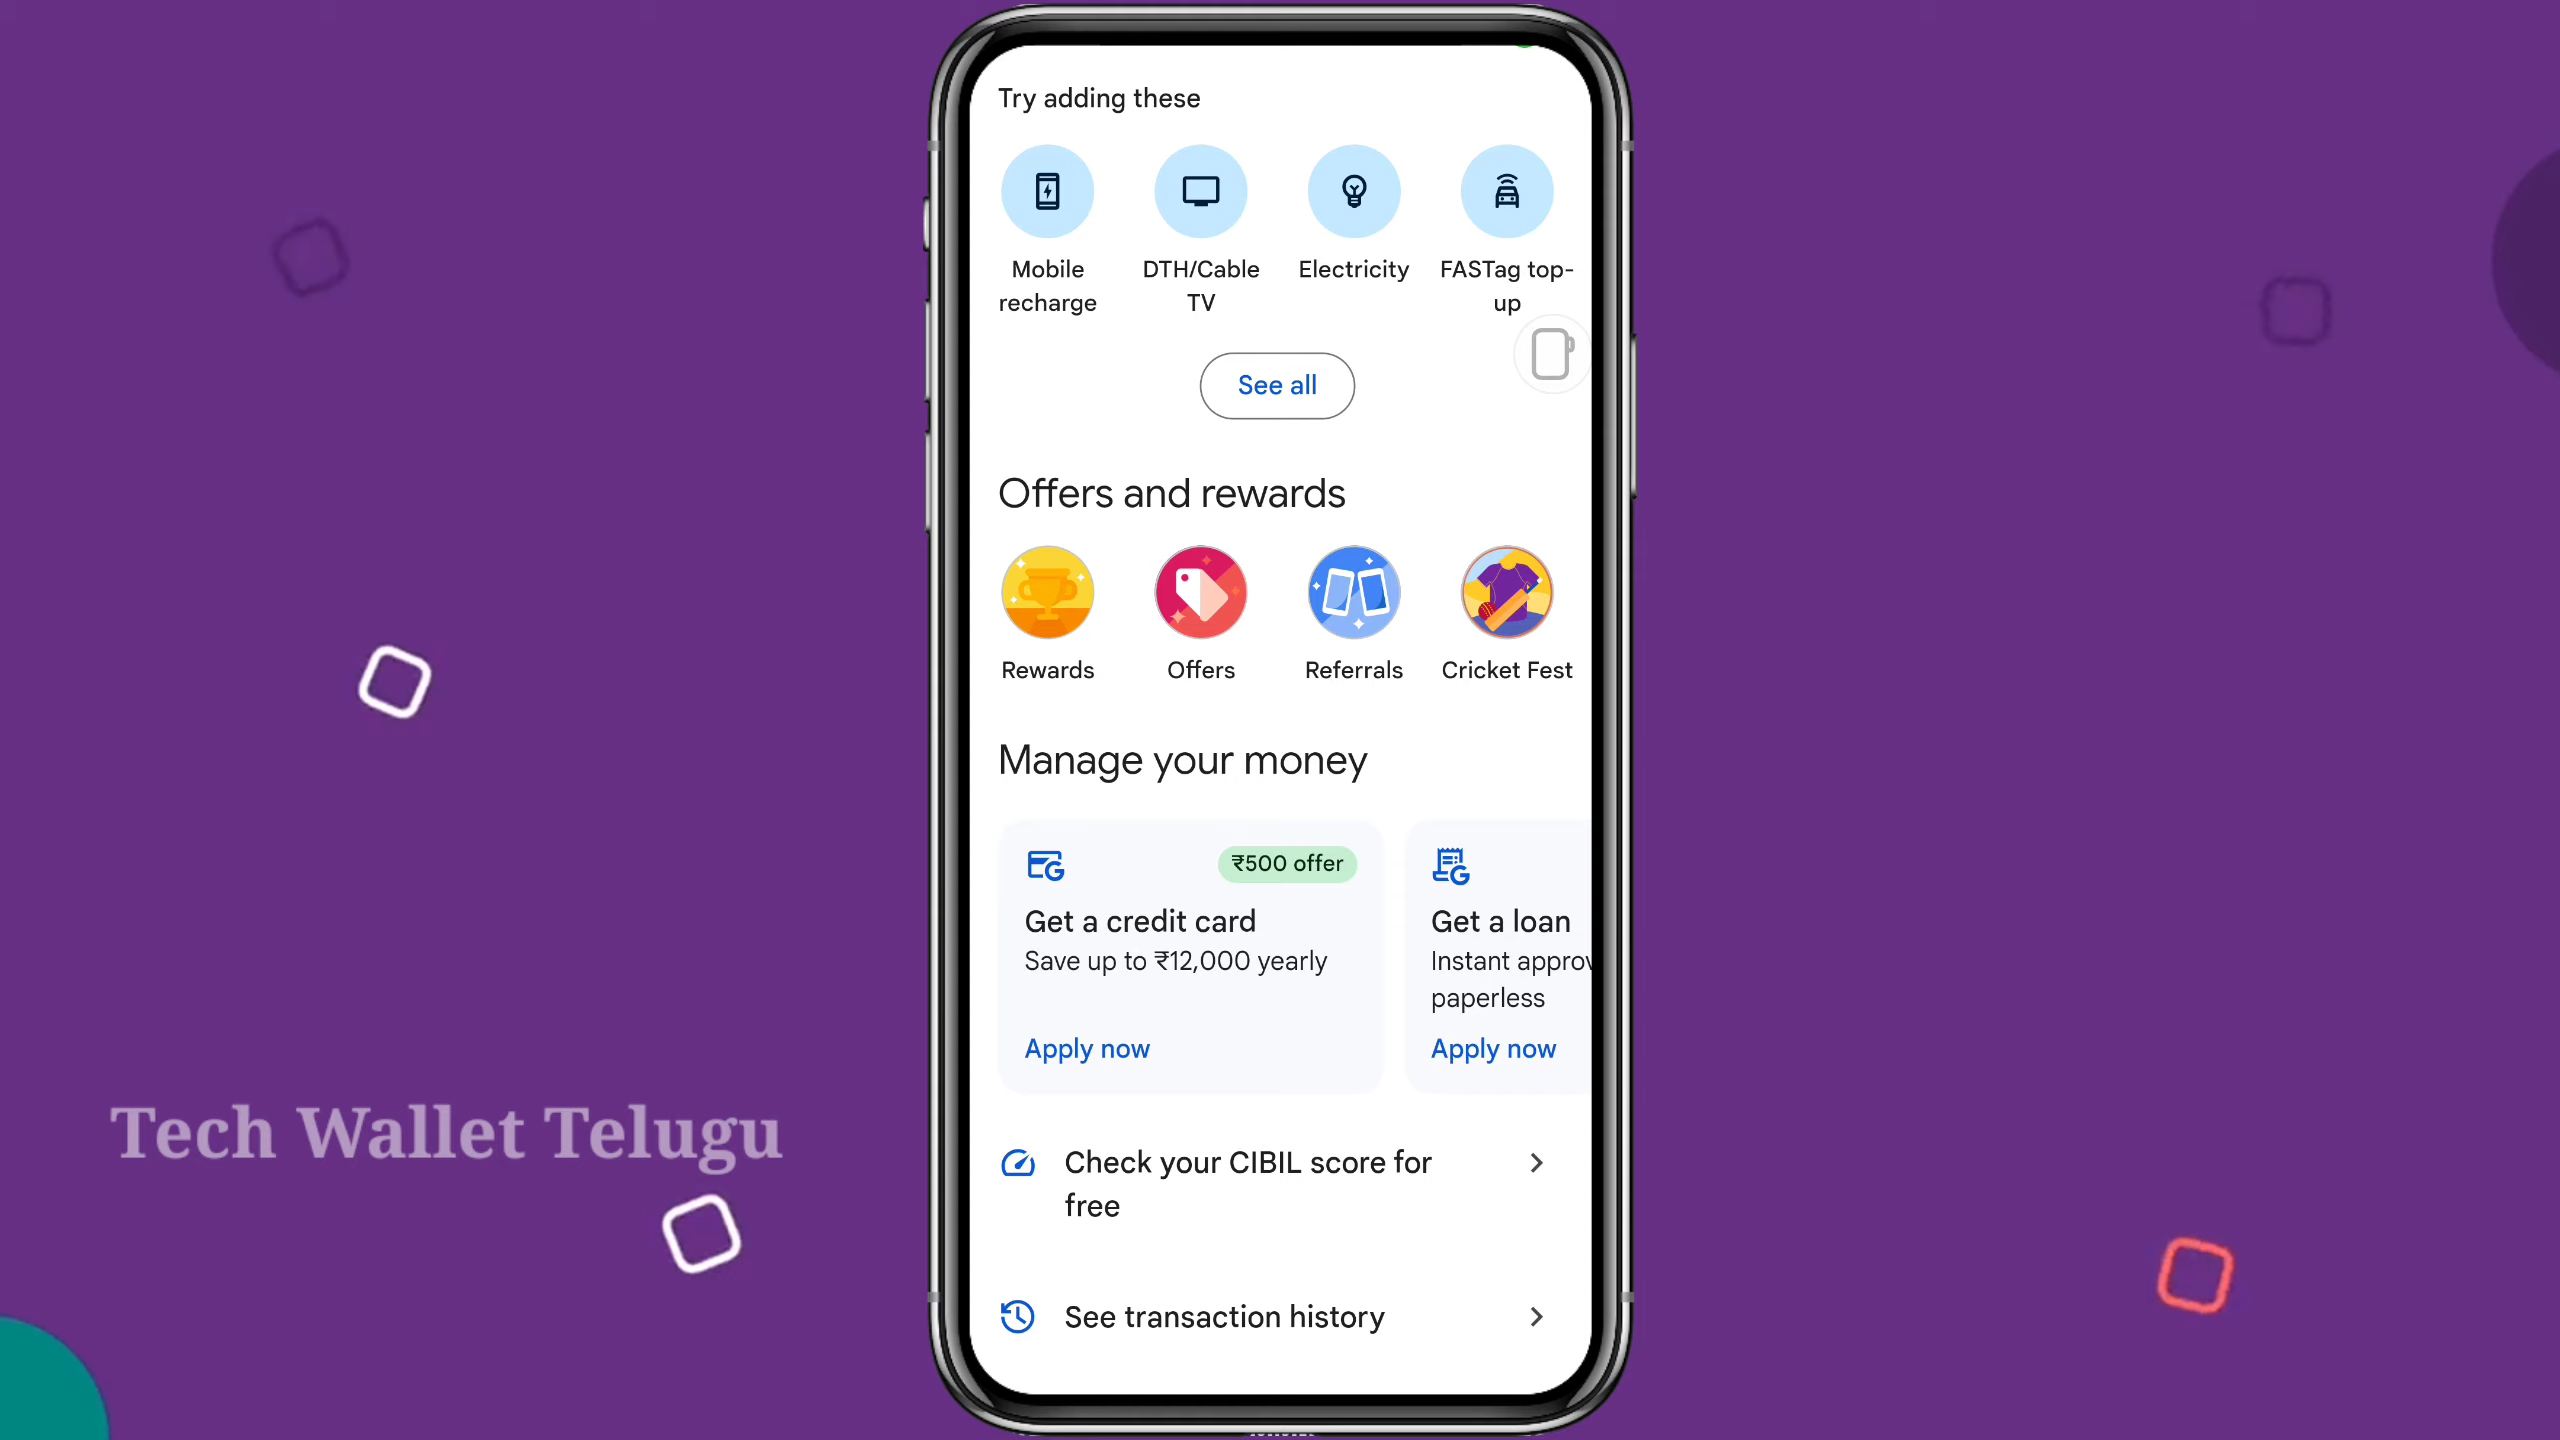 Try adding these
Mobile recharge
DTH/Cable TV
Electricity
FASTag top-up
See all
Offers and rewards
Rewards
Offers
Referrals
Cricket Fest
Manage your money
₹500 offer
Get a credit card
Save up to ₹12,000 yearly
Apply now
Get a loan
Instant approv
paperless
Apply now
Check your CIBIL score for
free
See transaction history
Tech Wallet Telugu